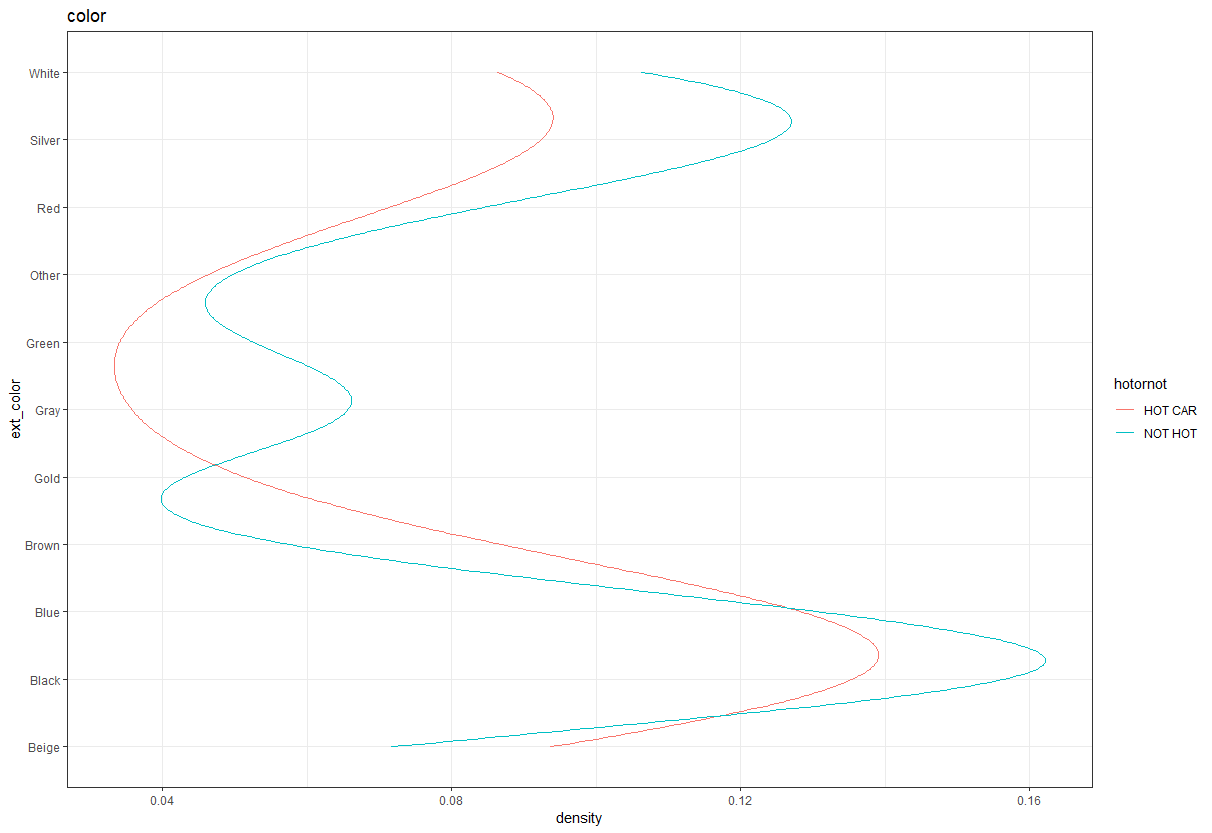 color
White
Silver
Red
Other
Green
Gray
Gold
Brown
Blue
Black
Beige
ext_color
0.04
0.08
0.12
0.16
density
hotornot
HOT CAR
NOT HOT